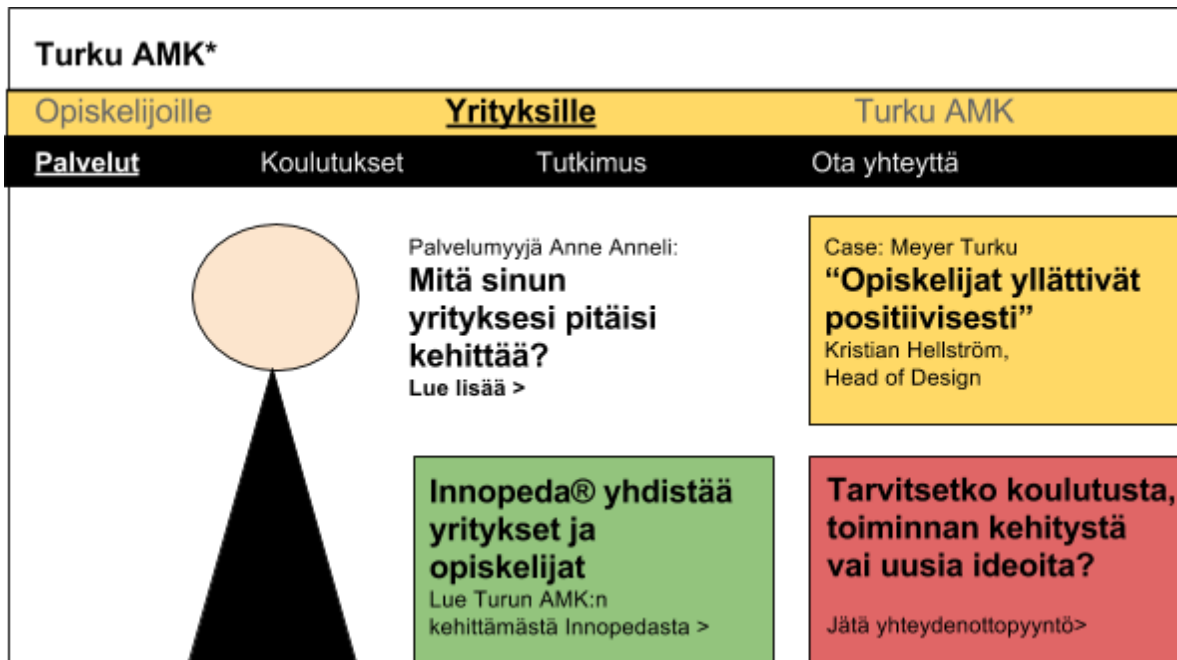 Turku AMK*
Opiskelijoille Yrityksille Turku AMK
Palvelut Koulutukset Tutkimus Ota yhteyttä
Palvelumyyjä Anne Anneli:
Mitä sinun
yrityksesi pitäisi
kehittää?
Lue lisää >
Case: Meyer Turku
“Opiskelijat yllättivät
positiivisesti”
Kristian Hellström,
Head of Design
Innopeda® yhdistää
yritykset ja
opiskelijat
Lue Turun AMK:n
kehittämästä Innopedasta >
Tarvitsetko koulutusta,
toiminnan kehitystä
vai uusia ideoita?
Jätä yhteydenottopyyntö>